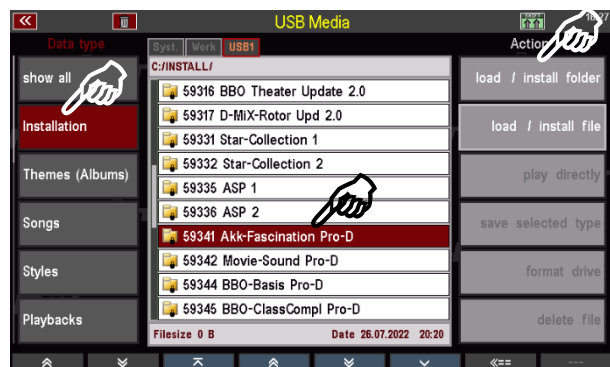 USB Media
SHIFT
Data type
Syst. Work USB1
show all
Installation
Themes (Albums)
Songs
Styles
Playbacks
C:/INSTALL/
59316 BBO Theater Update 2.0
59317 D-MiX-Rotor Upd 2.0
59331 Star-Collection 1
59332 Star-Collection 2
59335 ASP 1
59336 ASP 2
59341 Akk-Fascination Pro-D
59342 Movie-Sound Pro-D
59344 BBO-Basis Pro-D
59345 BBO-ClassCompl Pro-D
Filesize 0 B Date 26.07.2022 20:20
load / install folder
load / install file
play directly
save selected type
format drive
delete file
«== ---